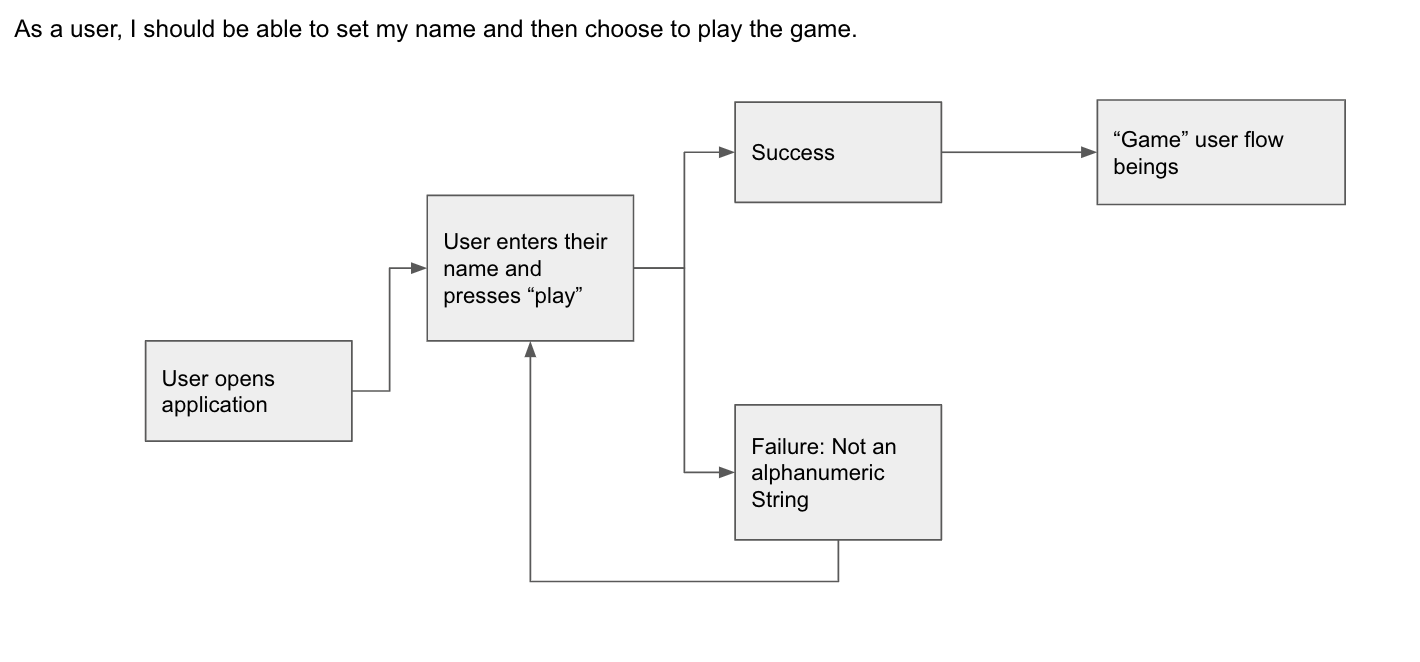 As a user, I should be able to set my name and then choose to play the game.
Success
“Game” user flow
beings
User enters their
name and
presses “play”
User opens
application
Failure: Not an
alphanumeric
String